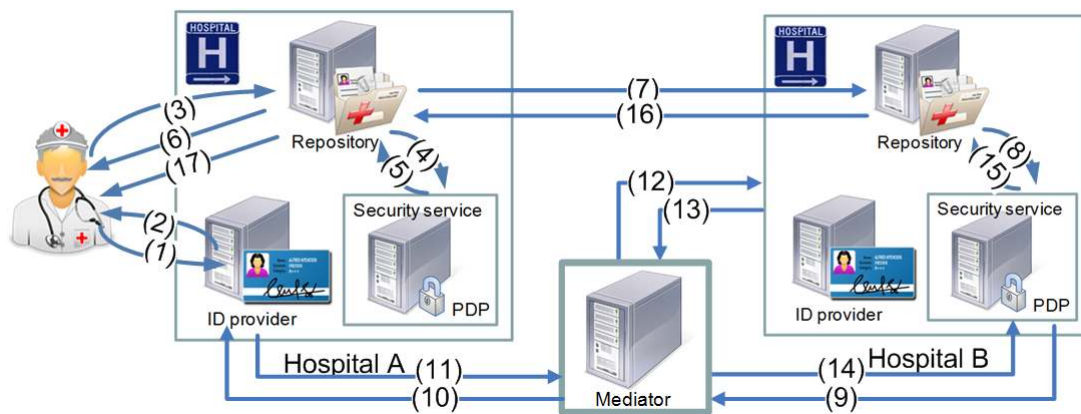 HOSPITAL
H
HOSPITAL
H
(3)
(7)
(6)
(16)
(17)
Repository
(4)
(5)
Repository
(8)
(15)
(12)
(13)
(2)
(1)
Security service
Security service
PDP
PDP
ID provider
ID provider
Hospital A
(11)
(10)
Mediator
(14)
Hospital B
(9)